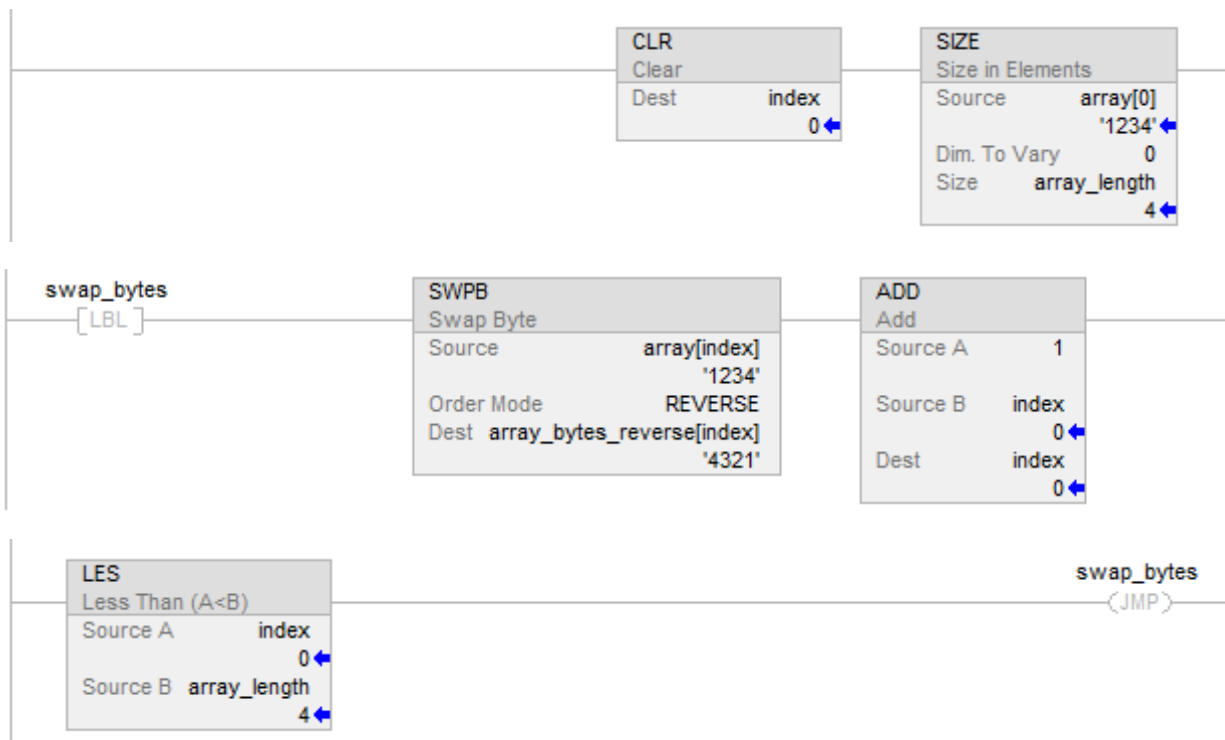 CLR
Clear
Dest index
0
SIZE
Size in Elements
Source array[0]
'1234'
Dim. To Vary 0
Size array_length
4
swap_bytes
LBL
SWPB
Swap Byte
Source array[index]
'1234'
Order Mode REVERSE
Dest array_bytes_reverse[index]
'4321'
ADD
Add
Source A 1
Source B index
0
Dest index
0
LES
Less Than (A<B)
Source A index
0
Source B array_length
4
swap_bytes
JMP